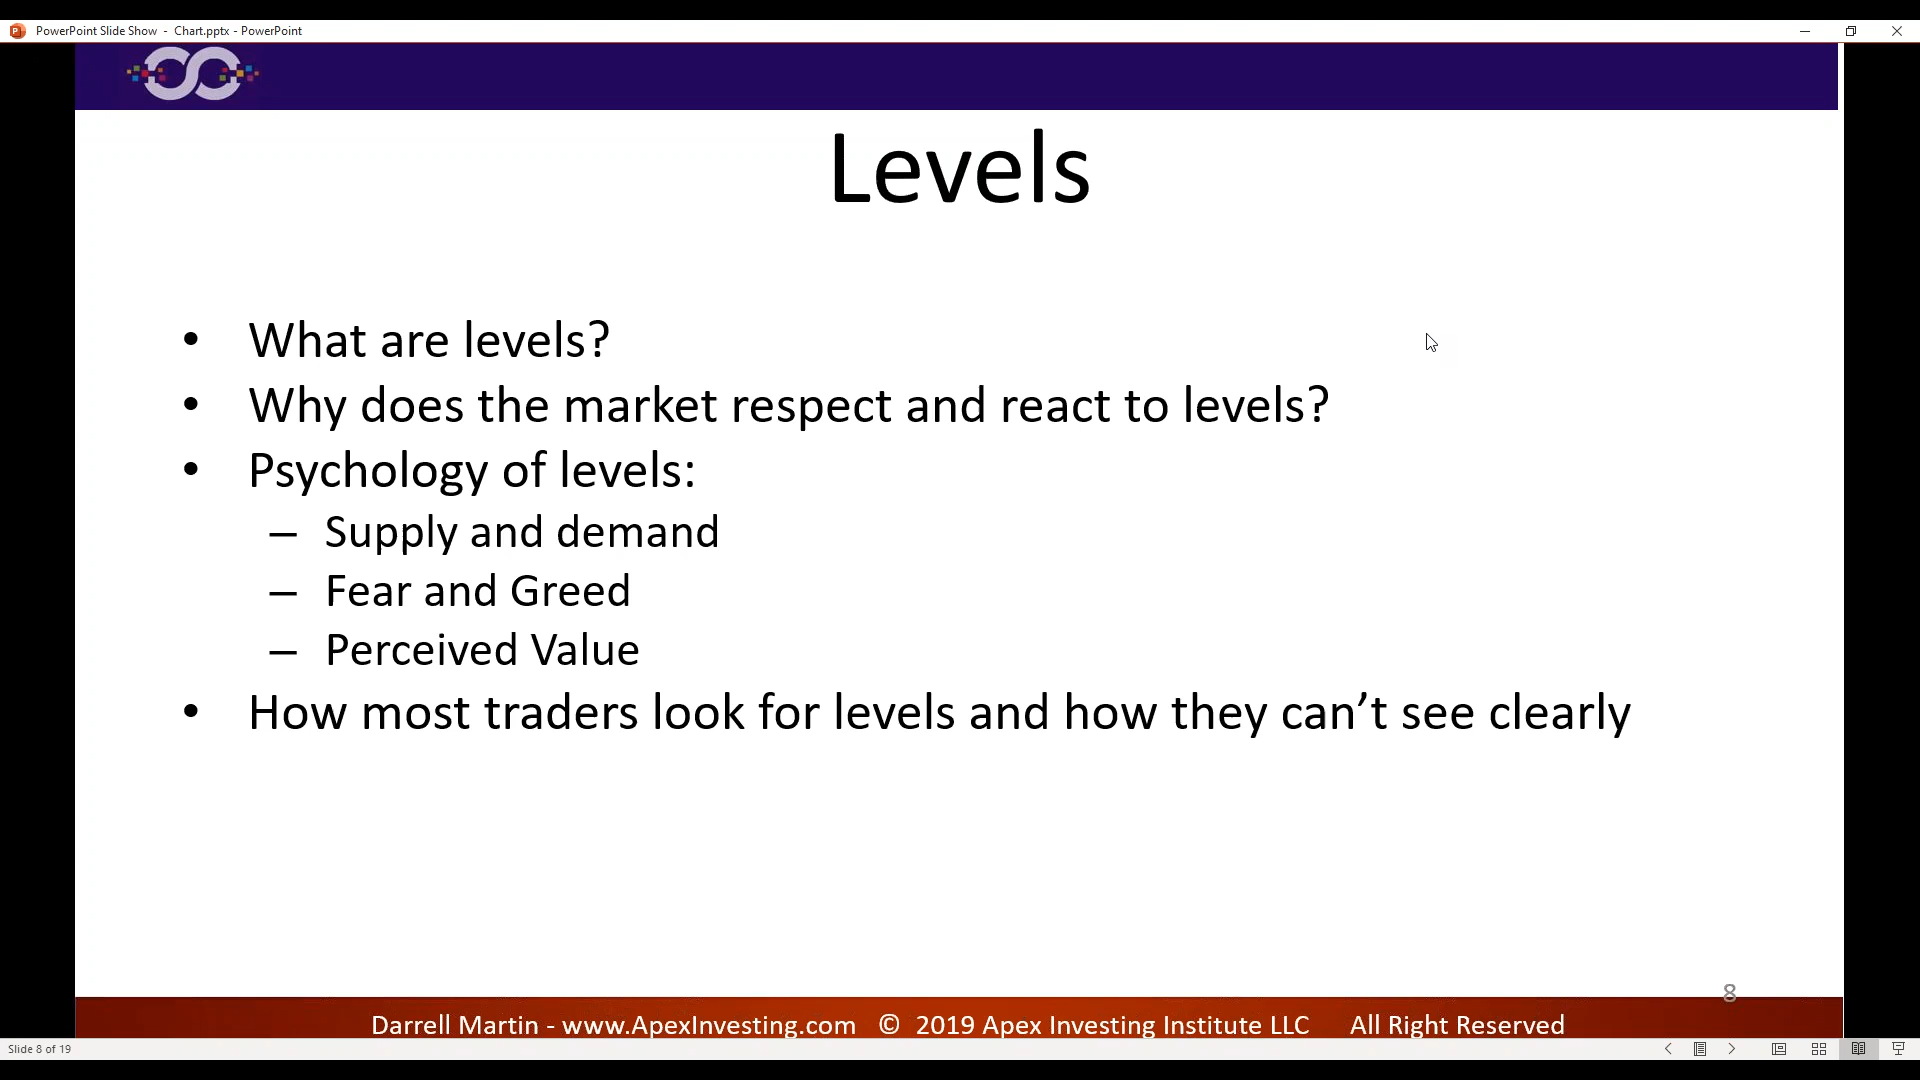 PowerPoint Slide Show - Chart.pptx - PowerPoint
Levels
• What are levels?
• Why does the market respect and react to levels?
• Psychology of levels:
– Supply and demand
– Fear and Greed
– Perceived Value
• How most traders look for levels and how they can’t see clearly
8
Darrell Martin - www.ApexInvesting.com © 2019 Apex Investing Institute LLC All Right Reserved
Slide 8 of 19